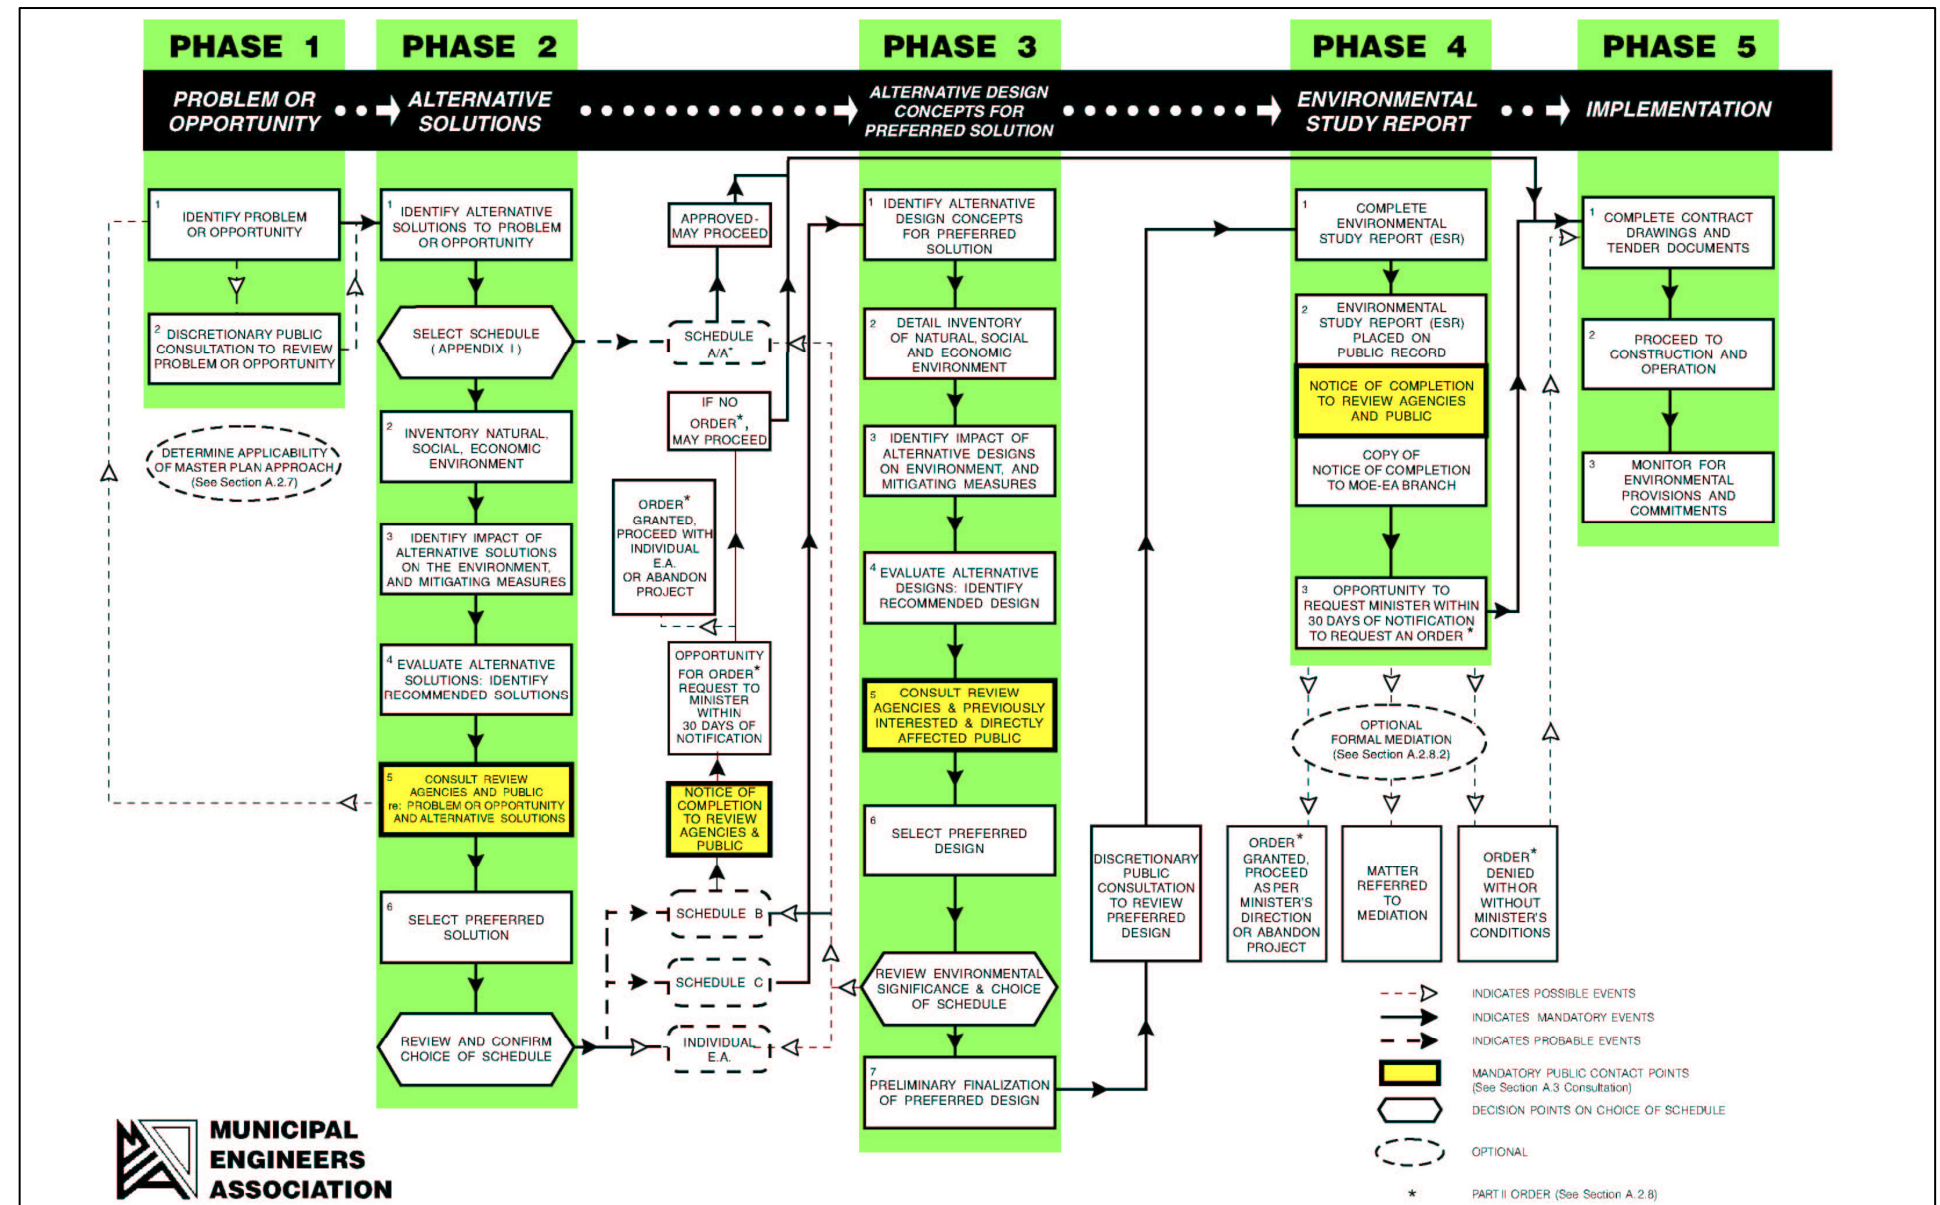 PHASE 1
PHASE 2
PHASE 3
PHASE 4
PHASE 5
PROBLEM OR
OPPORTUNITY
ALTERNATIVE
SOLUTIONS
ALTERNATIVE DESIGN
CONCEPTS FOR
PREFERRED SOLUTION
ENVIRONMENTAL
STUDY REPORT
IMPLEMENTATION
1
IDENTIFY PROBLEM
OR OPPORTUNITY
2
DISCRETIONARY PUBLIC
CONSULTATION TO REVIEW
PROBLEM OR OPPORTUNITY
DETERMINE APPLICABILITY
OF MASTER PLAN APPROACH
(See Section A.2.7)
1
IDENTIFY ALTERNATIVE
SOLUTIONS TO PROBLEM
OR OPPORTUNITY
SELECT SCHEDULE
(APPENDIX I)
2
INVENTORY NATURAL,
SOCIAL, ECONOMIC
ENVIRONMENT
3
IDENTIFY IMPACT OF
ALTERNATIVE SOLUTIONS
ON THE ENVIRONMENT,
AND MITIGATING MEASURES
4
EVALUATE ALTERNATIVE
SOLUTIONS: IDENTIFY
RECOMMENDED SOLUTIONS
5
CONSULT REVIEW
AGENCIES AND PUBLIC
re: PROBLEM OR OPPORTUNITY
AND ALTERNATIVE SOLUTIONS
6
SELECT PREFERRED
SOLUTION
REVIEW AND CONFIRM
CHOICE OF SCHEDULE
APPROVED-
MAY PROCEED
SCHEDULE
A/A+
IF NO
ORDER*,
MAY PROCEED
ORDER*
GRANTED,
PROCEED WITH
INDIVIDUAL
E.A.
OR ABANDON
PROJECT
OPPORTUNITY
FOR ORDER*
REQUEST TO
MINISTER
WITHIN
30 DAYS OF
NOTIFICATION
NOTICE OF
COMPLETION
TO REVIEW
AGENCIES &
PUBLIC
SCHEDULE B
SCHEDULE C
INDIVIDUAL
E.A.
1
IDENTIFY ALTERNATIVE
DESIGN CONCEPTS
FOR PREFERRED
SOLUTION
2
DETAIL INVENTORY
OF NATURAL, SOCIAL
AND ECONOMIC
ENVIRONMENT
3
IDENTIFY IMPACT OF
ALTERNATIVE DESIGNS
ON ENVIRONMENT, AND
MITIGATING MEASURES
4
EVALUATE ALTERNATIVE
DESIGNS: IDENTIFY
RECOMMENDED DESIGN
5
CONSULT REVIEW
AGENCIES & PREVIOUSLY
INTERESTED & DIRECTLY
AFFECTED PUBLIC
6
SELECT PREFERRED
DESIGN
REVIEW ENVIRONMENTAL
SIGNIFICANCE & CHOICE
OF SCHEDULE
7
PRELIMINARY FINALIZATION
OF PREFERRED DESIGN
DISCRETIONARY
PUBLIC
CONSULTATION
TO REVIEW
PREFERRED
DESIGN
1
COMPLETE
ENVIRONMENTAL
STUDY REPORT (ESR)
2
ENVIRONMENTAL
STUDY REPORT (ESR)
PLACED ON
PUBLIC RECORD
NOTICE OF COMPLETION
TO REVIEW AGENCIES
AND PUBLIC
COPY OF
NOTICE OF COMPLETION
TO MOE-EA BRANCH
3
OPPORTUNITY TO
REQUEST MINISTER WITHIN
30 DAYS OF NOTIFICATION
TO REQUEST AN ORDER*
OPTIONAL
FORMAL MEDIATION
(See Section A.2.8.2)
ORDER*
GRANTED,
PROCEED
AS PER
MINISTER'S
DIRECTION
OR ABANDON
PROJECT
MATTER
REFERRED
TO
MEDIATION
ORDER*
DENIED
WITH OR
WITHOUT
MINISTER'S
CONDITIONS
1
COMPLETE CONTRACT
DRAWINGS AND
TENDER DOCUMENTS
2
PROCEED TO
CONSTRUCTION AND
OPERATION
3
MONITOR FOR
ENVIRONMENTAL
PROVISIONS AND
COMMITMENTS
INDICATES POSSIBLE EVENTS
INDICATES MANDATORY EVENTS
INDICATES PROBABLE EVENTS
MANDATORY PUBLIC CONTACT POINTS
(See Section A.3 Consultation)
DECISION POINTS ON CHOICE OF SCHEDULE
OPTIONAL
* PART II ORDER (See Section A.2.8)
MEA
MUNICIPAL
ENGINEERS
ASSOCIATION